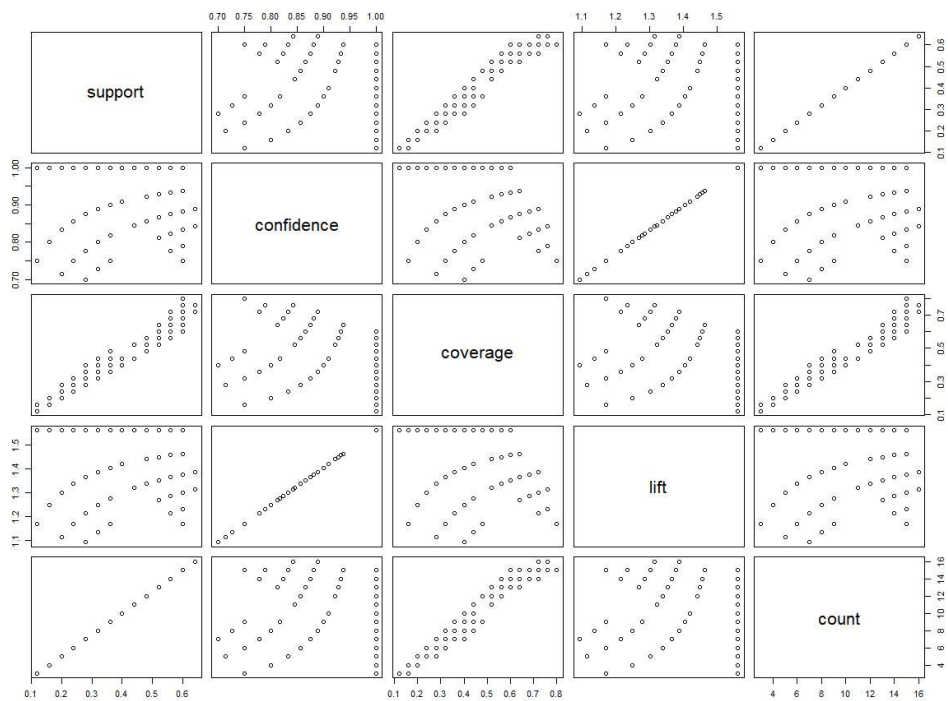 0.70 0.75 0.80 0.85 0.90 0.95 1.00
1.1 1.2 1.3 1.4 1.5
support
0.1 0.2 0.3 0.4 0.5 0.6
0.70 0.80 0.90 1.00
confidence
coverage
0.1 0.3 0.5 0.7
1.1 1.2 1.3 1.4 1.5
lift
count
4 6 8 10 12 14 16
0.1 0.2 0.3 0.4 0.5 0.6
0.1 0.2 0.3 0.4 0.5 0.6 0.7 0.8
4 6 8 10 12 14 16